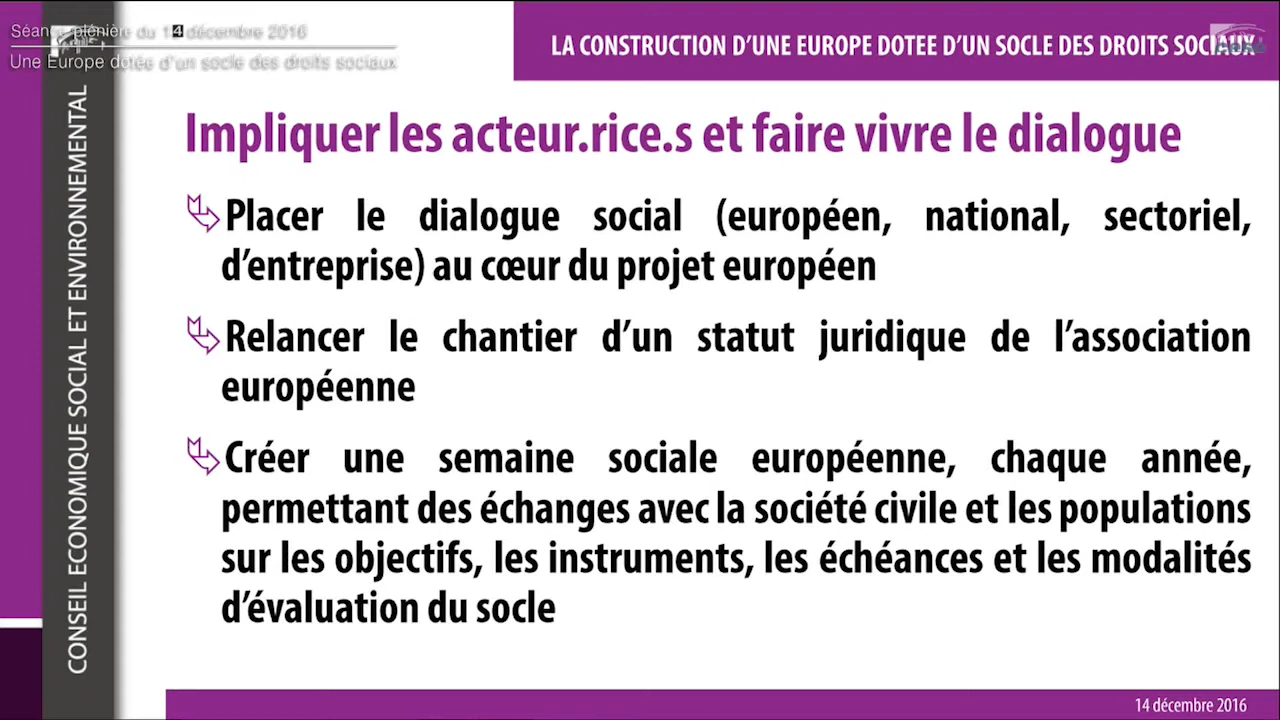 Séance plénière du 14 décembre 2016
Une Europe dotée d'un socle des droits sociaux
LA CONSTRUCTION D'UNE EUROPE DOTEE D'UN SOCLE DES DROITS SOCIAUX
CONSEIL ECONOMIQUE SOCIAL ET ENVIRONNEMENTAL
Impliquer les acteur.rice.s et faire vivre le dialogue
Placer le dialogue social (européen, national, sectoriel,
d'entreprise) au cœur du projet européen
Relancer le chantier d'un statut juridique de l'association
européenne
Créer une semaine sociale européenne, chaque année,
permettant des échanges avec la société civile et les populations
sur les objectifs, les instruments, les échéances et les modalités
d'évaluation du socle
14 décembre 2016